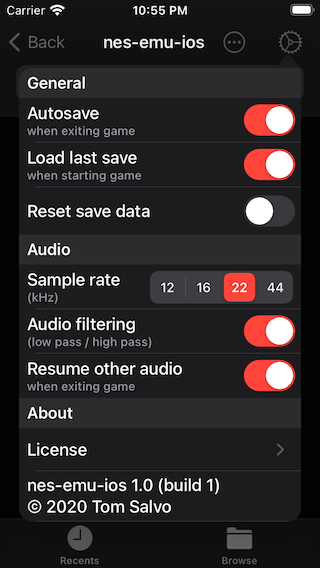 Carrier 10:55 PM
Back nes-emu-ios
General
Autosave
when exiting game
Load last save
when starting game
Reset save data
Audio
Sample rate
(kHz)
12 16 22 44
Audio filtering
(low pass / high pass)
Resume other audio
when exiting game
About
License
nes-emu-ios 1.0 (build 1)
© 2020 Tom Salvo
Recents Browse